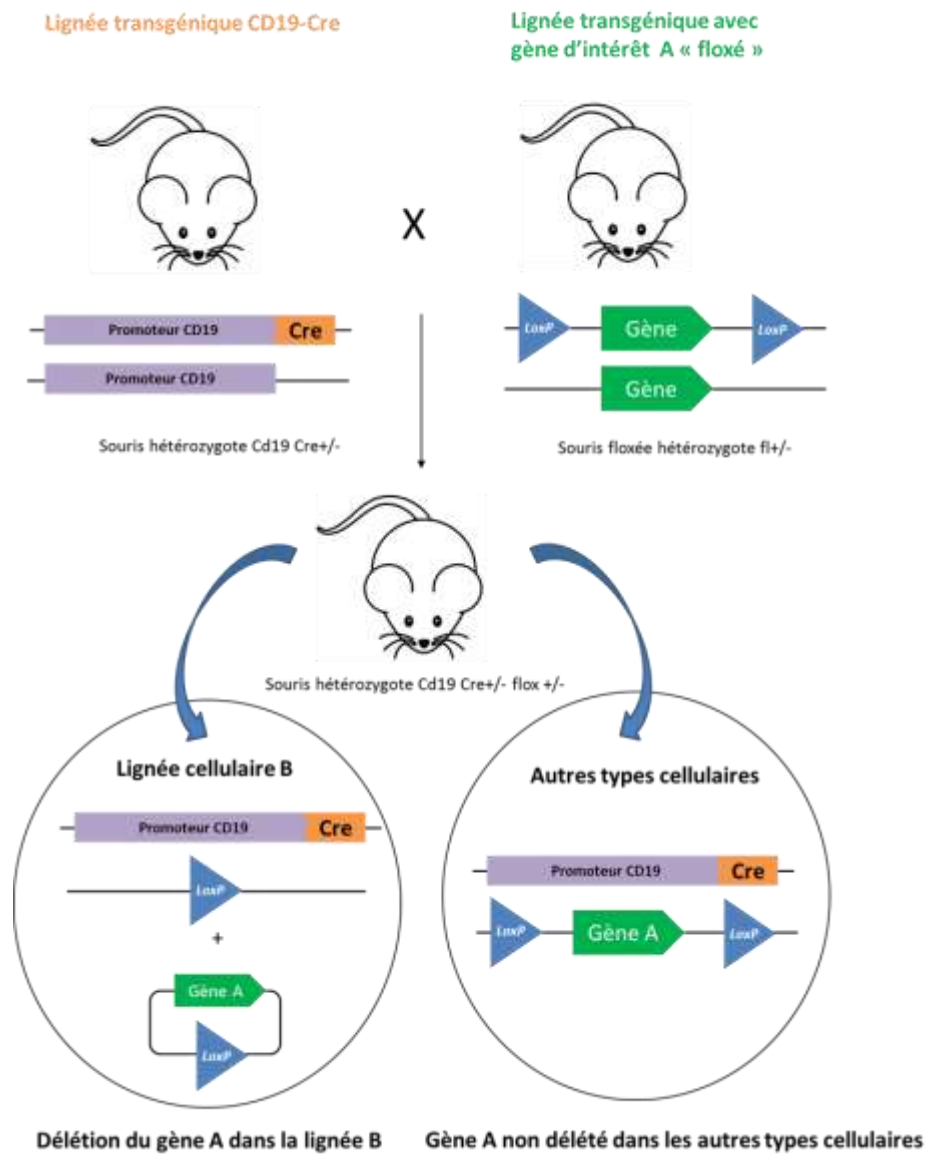 Lignée transgénique CD19-Cre
Lignée transgénique avec
gène d'intérêt A « floxé »
X
Promoteur CD19 Cre
Promoteur CD19
LoxP Gène LoxP
Gène
Souris hétérozygote Cd19 Cre+/-
Souris floxée hétérozygote fl+/-
Souris hétérozygote Cd19 Cre+/- flox +/-
Lignée cellulaire B
Promoteur CD19 Cre
LoxP
+
Gène A
LoxP
Autres types cellulaires
Promoteur CD19 Cre
LoxP Gène A LoxP
Délétion du gène A dans la lignée B
Gène A non délété dans les autres types cellulaires